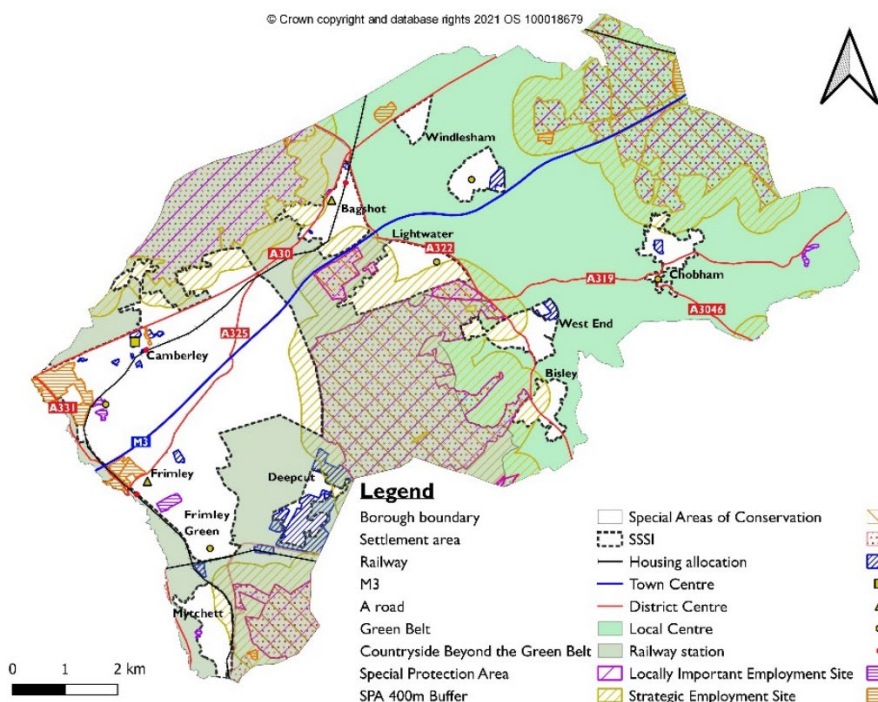 © Crown copyright and database rights 2021 OS 100018679
Windlesham
Bagshot
Lightwater
A30
A322
A319
Chobham
A3046
A325
West End
Camberley
Bisley
A331
M3
Frimley
Deepcut
Frimley
Green
Mytchett
Legend
Borough boundary
Settlement area
Railway
M3
A road
Green Belt
Countryside Beyond the Green Belt
Special Protection Area
SPA 400m Buffer
Special Areas of Conservation
SSSI
Housing allocation
Town Centre
District Centre
Local Centre
Railway station
Locally Important Employment Site
Strategic Employment Site
0 1 2 km